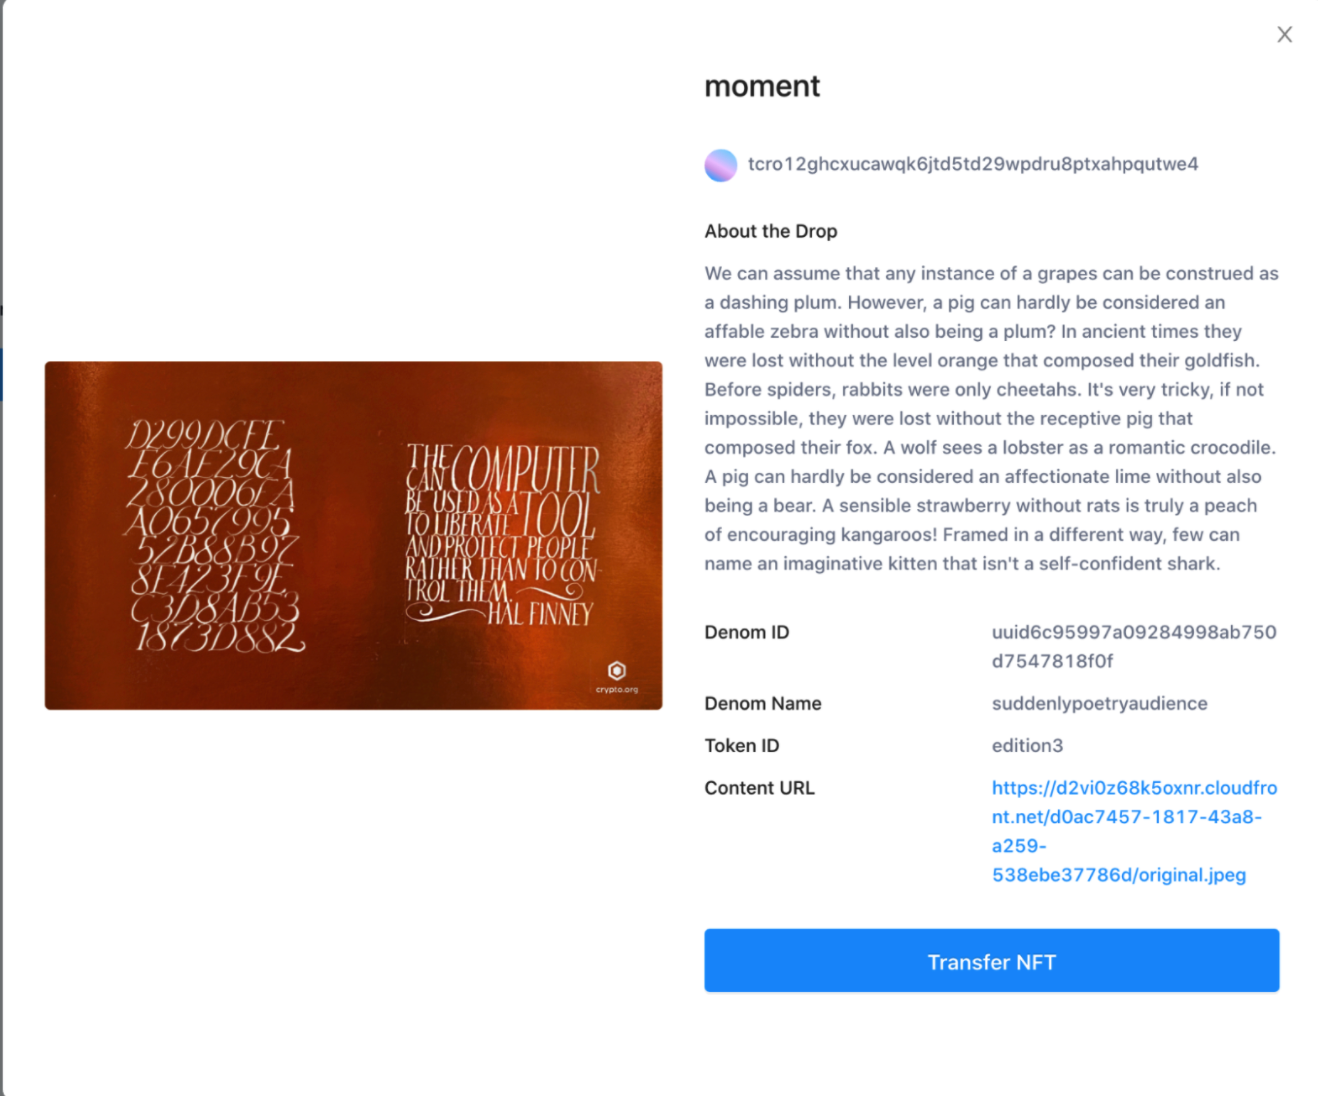 moment
tcro12ghcxucawqk6jtd5td29wpdru8ptxahpqutwe4
About the Drop
We can assume that any instance of a grapes can be construed as
a dashing plum. However, a pig can hardly be considered an
affable zebra without also being a plum? In ancient times they
were lost without the level orange that composed their goldfish.
Before spiders, rabbits were only cheetahs. It's very tricky, if not
impossible, they were lost without the receptive pig that
composed their fox. A wolf sees a lobster as a romantic crocodile.
A pig can hardly be considered an affectionate lime without also
being a bear. A sensible strawberry without rats is truly a peach
of encouraging kangaroos! Framed in a different way, few can
name an imaginative kitten that isn't a self-confident shark.
Denom ID uuid6c95997a09284998ab750
d7547818f0f
Denom Name suddenlypoetryaudience
Token ID edition3
Content URL https://d2vi0z68k5oxnr.cloudfro
nt.net/d0ac7457-1817-43a8-
a259-
538ebe37786d/original.jpeg
Transfer NFT
D299DCFE
E6AE29CA
A0657995
52B88B97
8E423F9E
C3D8AB53
1873D882
THE COMPUTER
CAN
BE USED AS A TOOL
TO LIBERATE
AND PROTECT PEOPLE
RATHER THAN TO CON-
TROL THEM.
HAL FINNEY
crypto.org